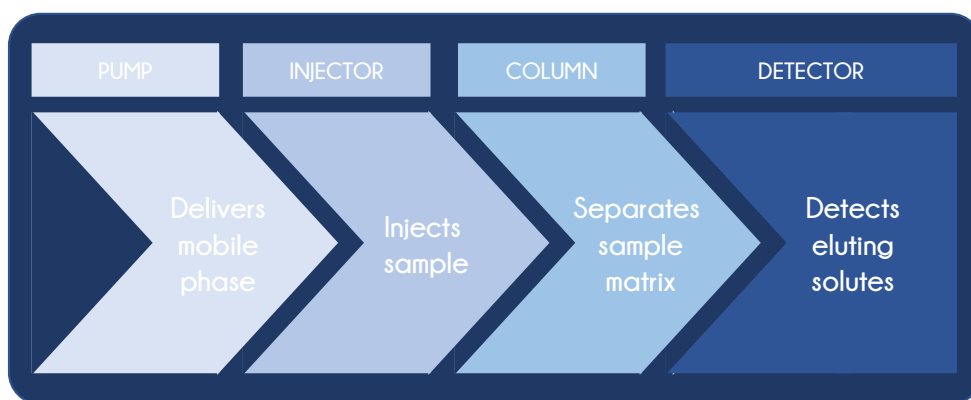 PUMP
INJECTOR
COLUMN
DETECTOR
Delivers
mobile
phase
Injects
sample
Separates
sample
matrix
Detects
eluting
solutes